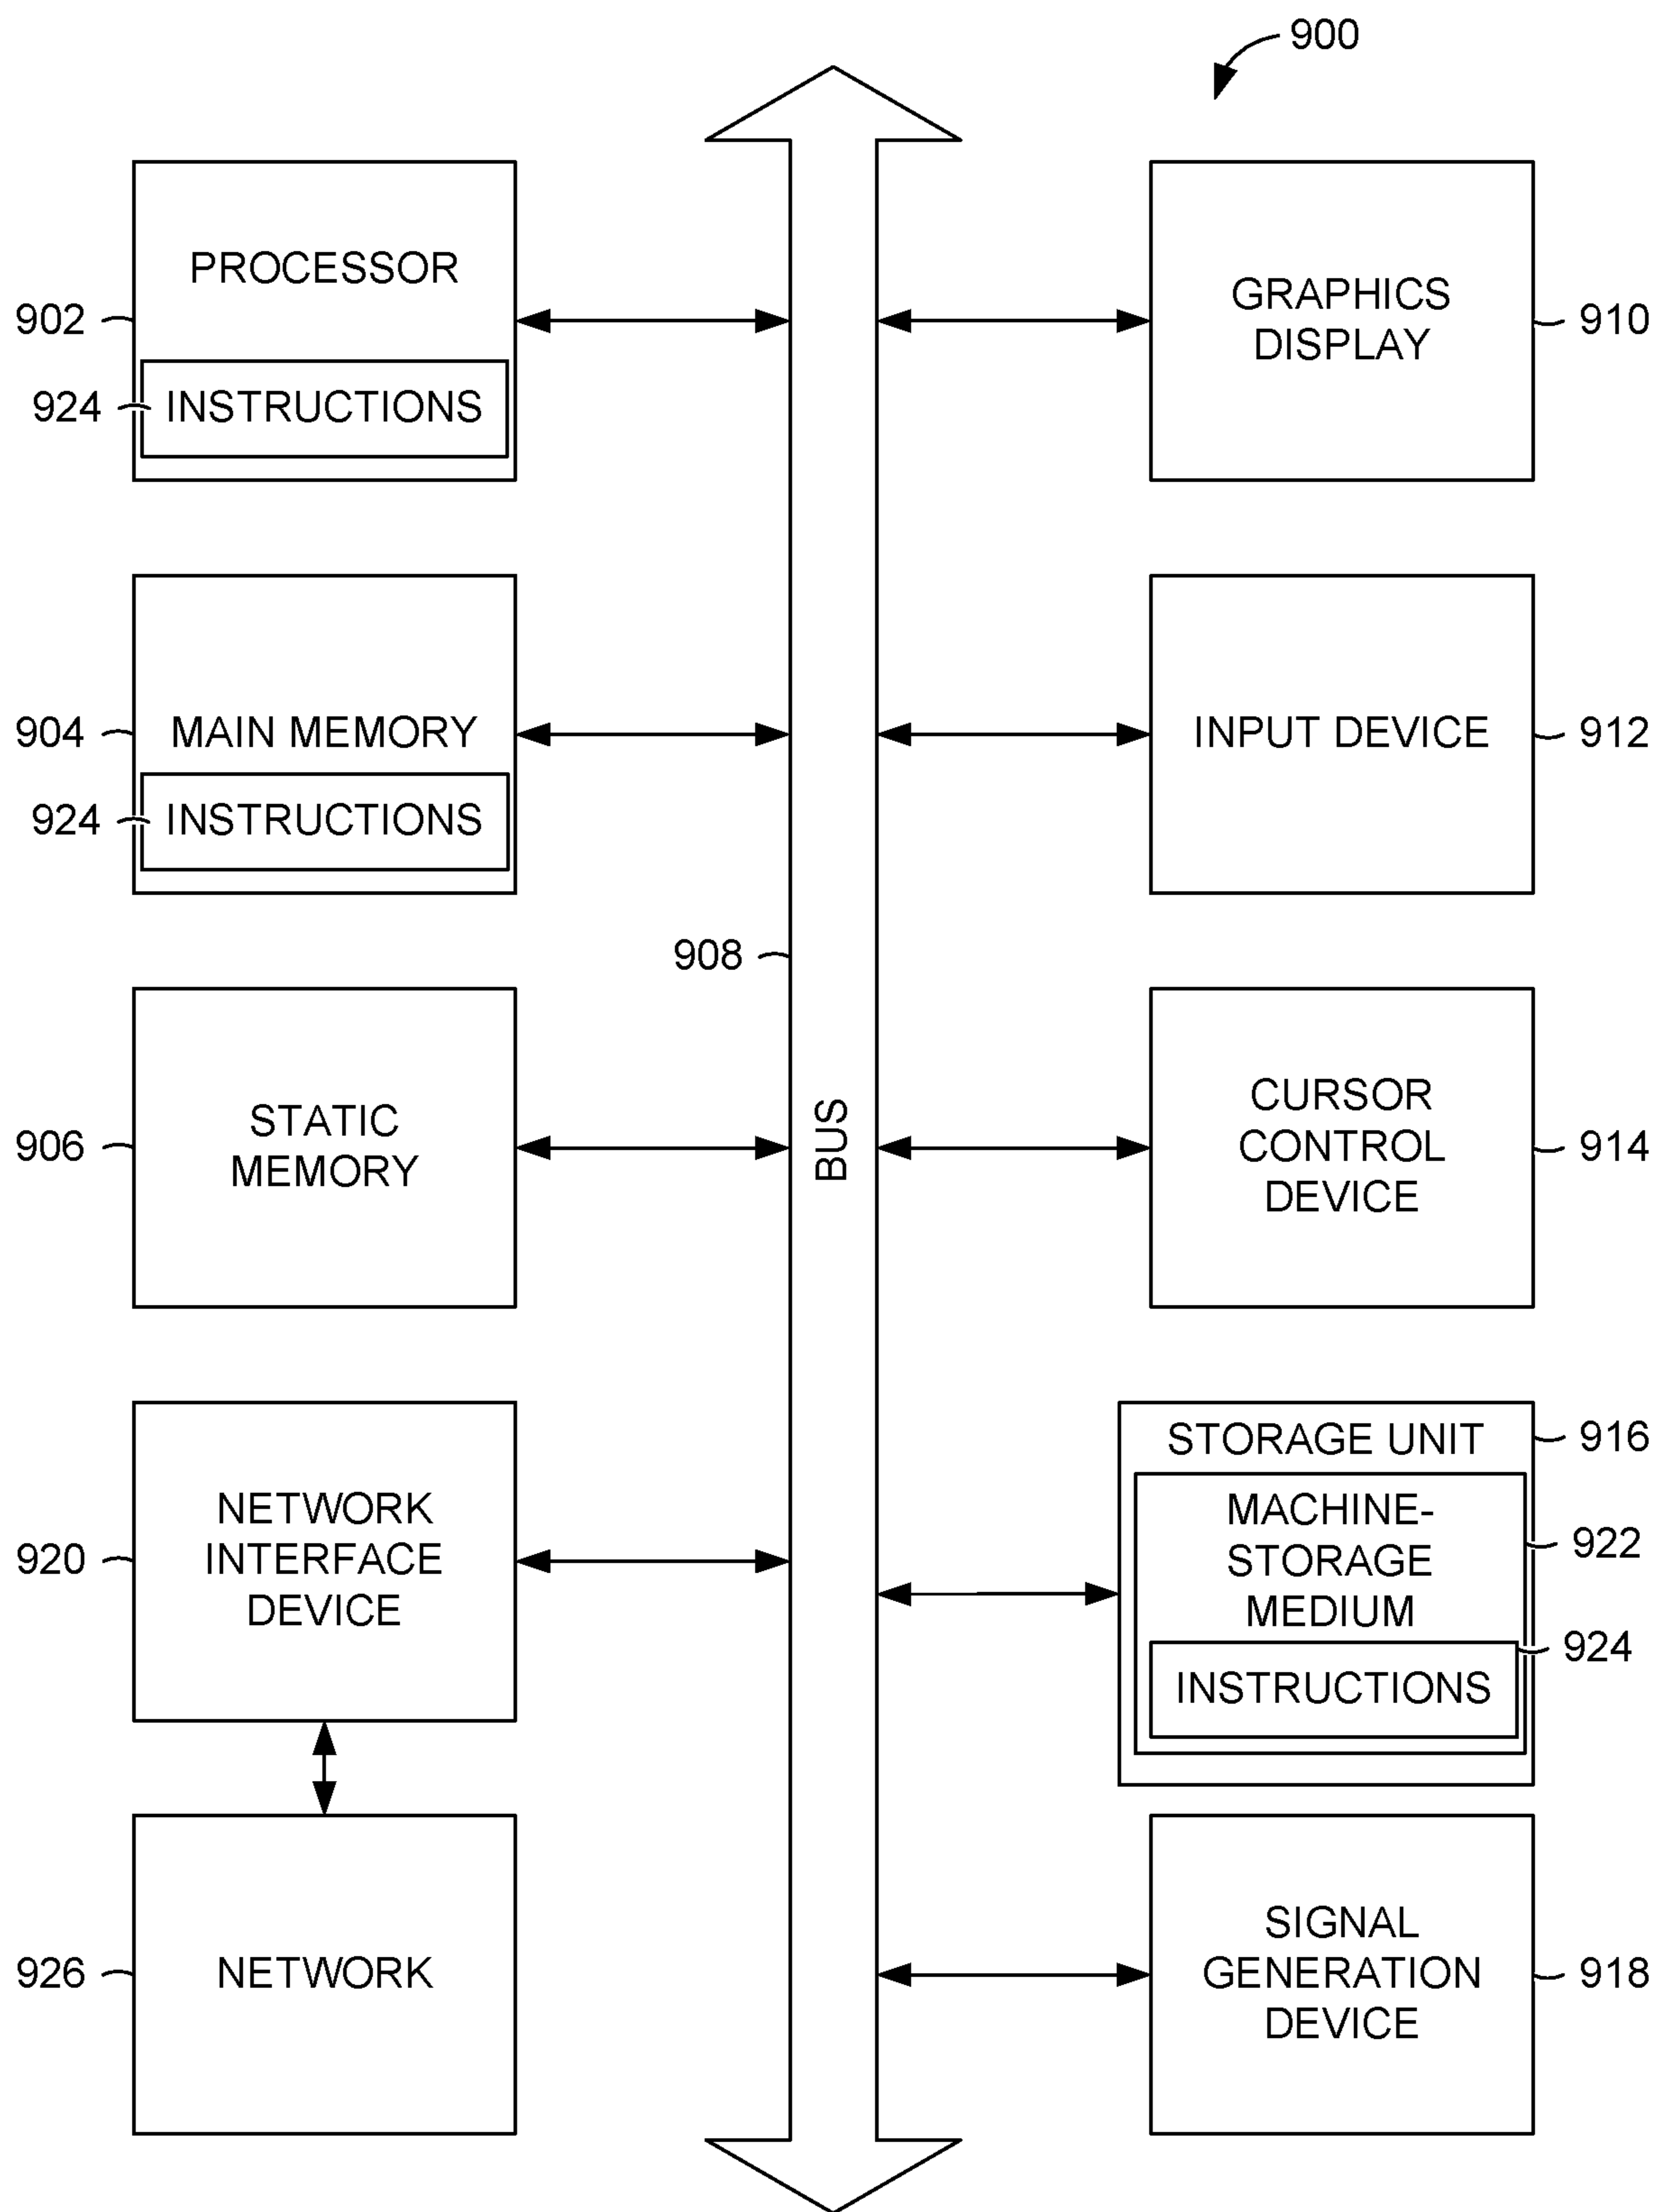 900
PROCESSOR
902
924
INSTRUCTIONS
GRAPHICS
DISPLAY
910
904
MAIN MEMORY
924
INSTRUCTIONS
INPUT DEVICE
912
908
BUS
906
STATIC
MEMORY
CURSOR
CONTROL
DEVICE
914
920
NETWORK
INTERFACE
DEVICE
STORAGE UNIT
916
MACHINE-
STORAGE
MEDIUM
922
924
INSTRUCTIONS
926
NETWORK
SIGNAL
GENERATION
DEVICE
918